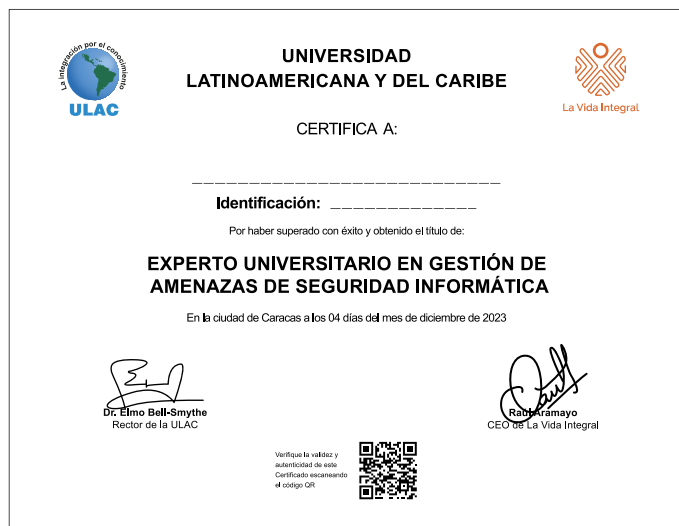 La integración por el conocimiento
ULAC
UNIVERSIDAD
LATINOAMERICANA Y DEL CARIBE
La Vida Integral
CERTIFICA A:
Identificación:
Por haber superado con éxito y obtenido el título de:
EXPERTO UNIVERSITARIO EN GESTIÓN DE
AMENAZAS DE SEGURIDAD INFORMÁTICA
En la ciudad de Caracas a los 04 días del mes de diciembre de 2023
Dr. Elmo Bell-Smythe
Rector de la ULAC
Raúl Aramayo
CEO de La Vida Integral
Verifique la validez y
autenticidad de este
Certificado escaneando
el código QR